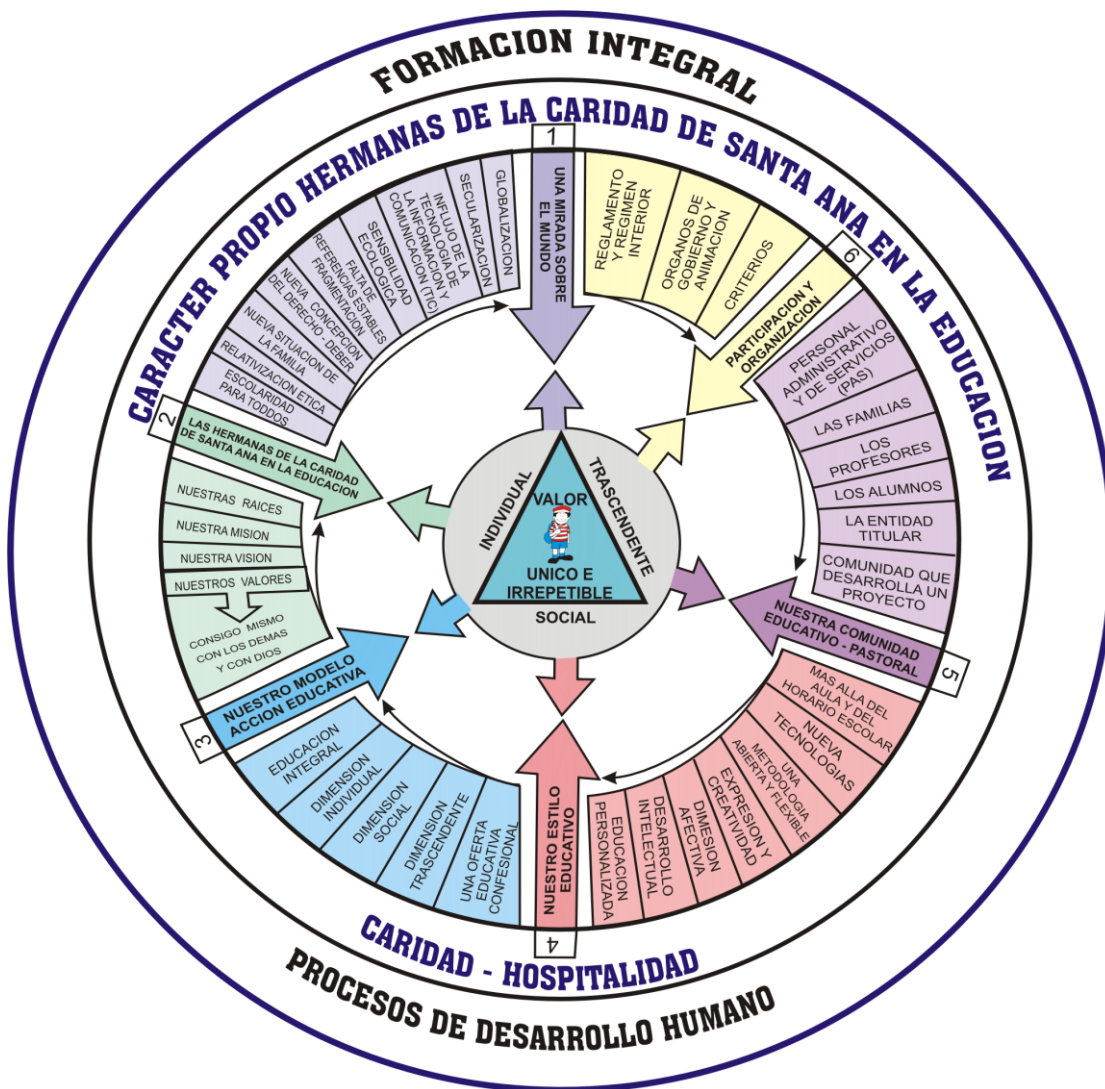 FORMACION INTEGRAL
CARACTER PROPIO HERMANAS DE LA CARIDAD DE SANTA ANA EN LA EDUCACION
1
UNA MIRADA SOBRE
EL MUNDO
GLOBALIZACION
SECULARIZACION
INFLUJO DE LA
TECNOLOGIA DE
LA INFORMACION Y
COMUNICACIÓN (TIC)
SENSIBILIDAD
ECOLOGICA
FALTA DE
REFERENCIAS ESTABLES
FRAGMENTACION
NUEVA CONCEPCION
DEL DERECHO - DEBER
NUEVA SITUACION DE
LA FAMILIA
RELATIVIZACION ETICA
ESCOLARIDAD
PARA TODDOS
2
LAS HERMANAS DE LA CARIDAD
DE SANTA ANA EN LA EDUCACION
NUESTRAS RAICES
NUESTRA MISION
NUESTRA VISION
NUESTROS VALORES
CONSIGO MISMO
CON LOS DEMAS
Y CON DIOS
3
NUESTRO MODELO
ACCION EDUCATIVA
EDUCACION
INTEGRAL
DIMENSION
INDIVIDUAL
DIMENSION
SOCIAL
DIMENSION
TRASCENDENTE
UNA OFERTA
EDUCATIVA
CONFESIONAL
4
NUESTRO ESTILO
EDUCATIVO
EDUCACION
PERSONALIZADA
DESARROLLO
INTELECTUAL
DIMESION
AFECTIVA
EXPRESION Y
CREATIVIDAD
UNA
METODOLOGIA
ABIERTA Y FLEXIBLE
NUEVA
TECNOLOGIAS
MAS ALLA DEL
AULA Y DEL
HORARIO ESCOLAR
5
NUESTRA COMUNIDAD
EDUCATIVO - PASTORAL
COMUNIDAD QUE
DESARROLLA UN
PROYECTO
LA ENTIDAD
TITULAR
LOS ALUMNOS
LOS
PROFESORES
LAS FAMILIAS
PERSONAL
ADMINISTRATIVO
Y DE SERVICIOS
(PAS)
6
PARTICIPACION Y
ORGANIZACION
CRITERIOS
ORGANOS DE
GOBIERNO Y
ANIMACION
REGLAMENTO
Y REGIMEN
INTERIOR
INDIVIDUAL
TRASCENDENTE
SOCIAL
VALOR
UNICO E
IRREPETIBLE
CARIDAD - HOSPITALIDAD
PROCESOS DE DESARROLLO HUMANO